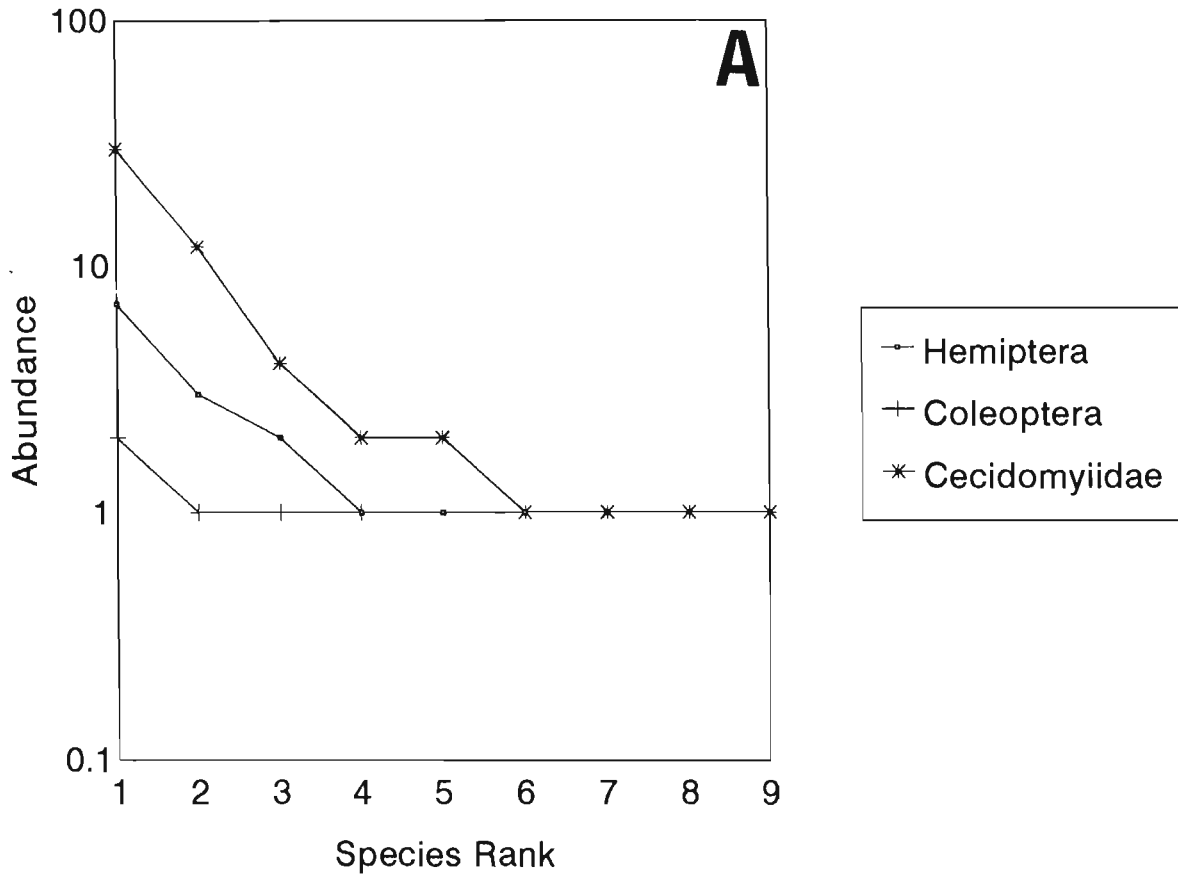 A
100
10
1
0.1
Abundance
1 2 3 4 5 6 7 8 9
Species Rank
Hemiptera
Coleoptera
Cecidomyiidae